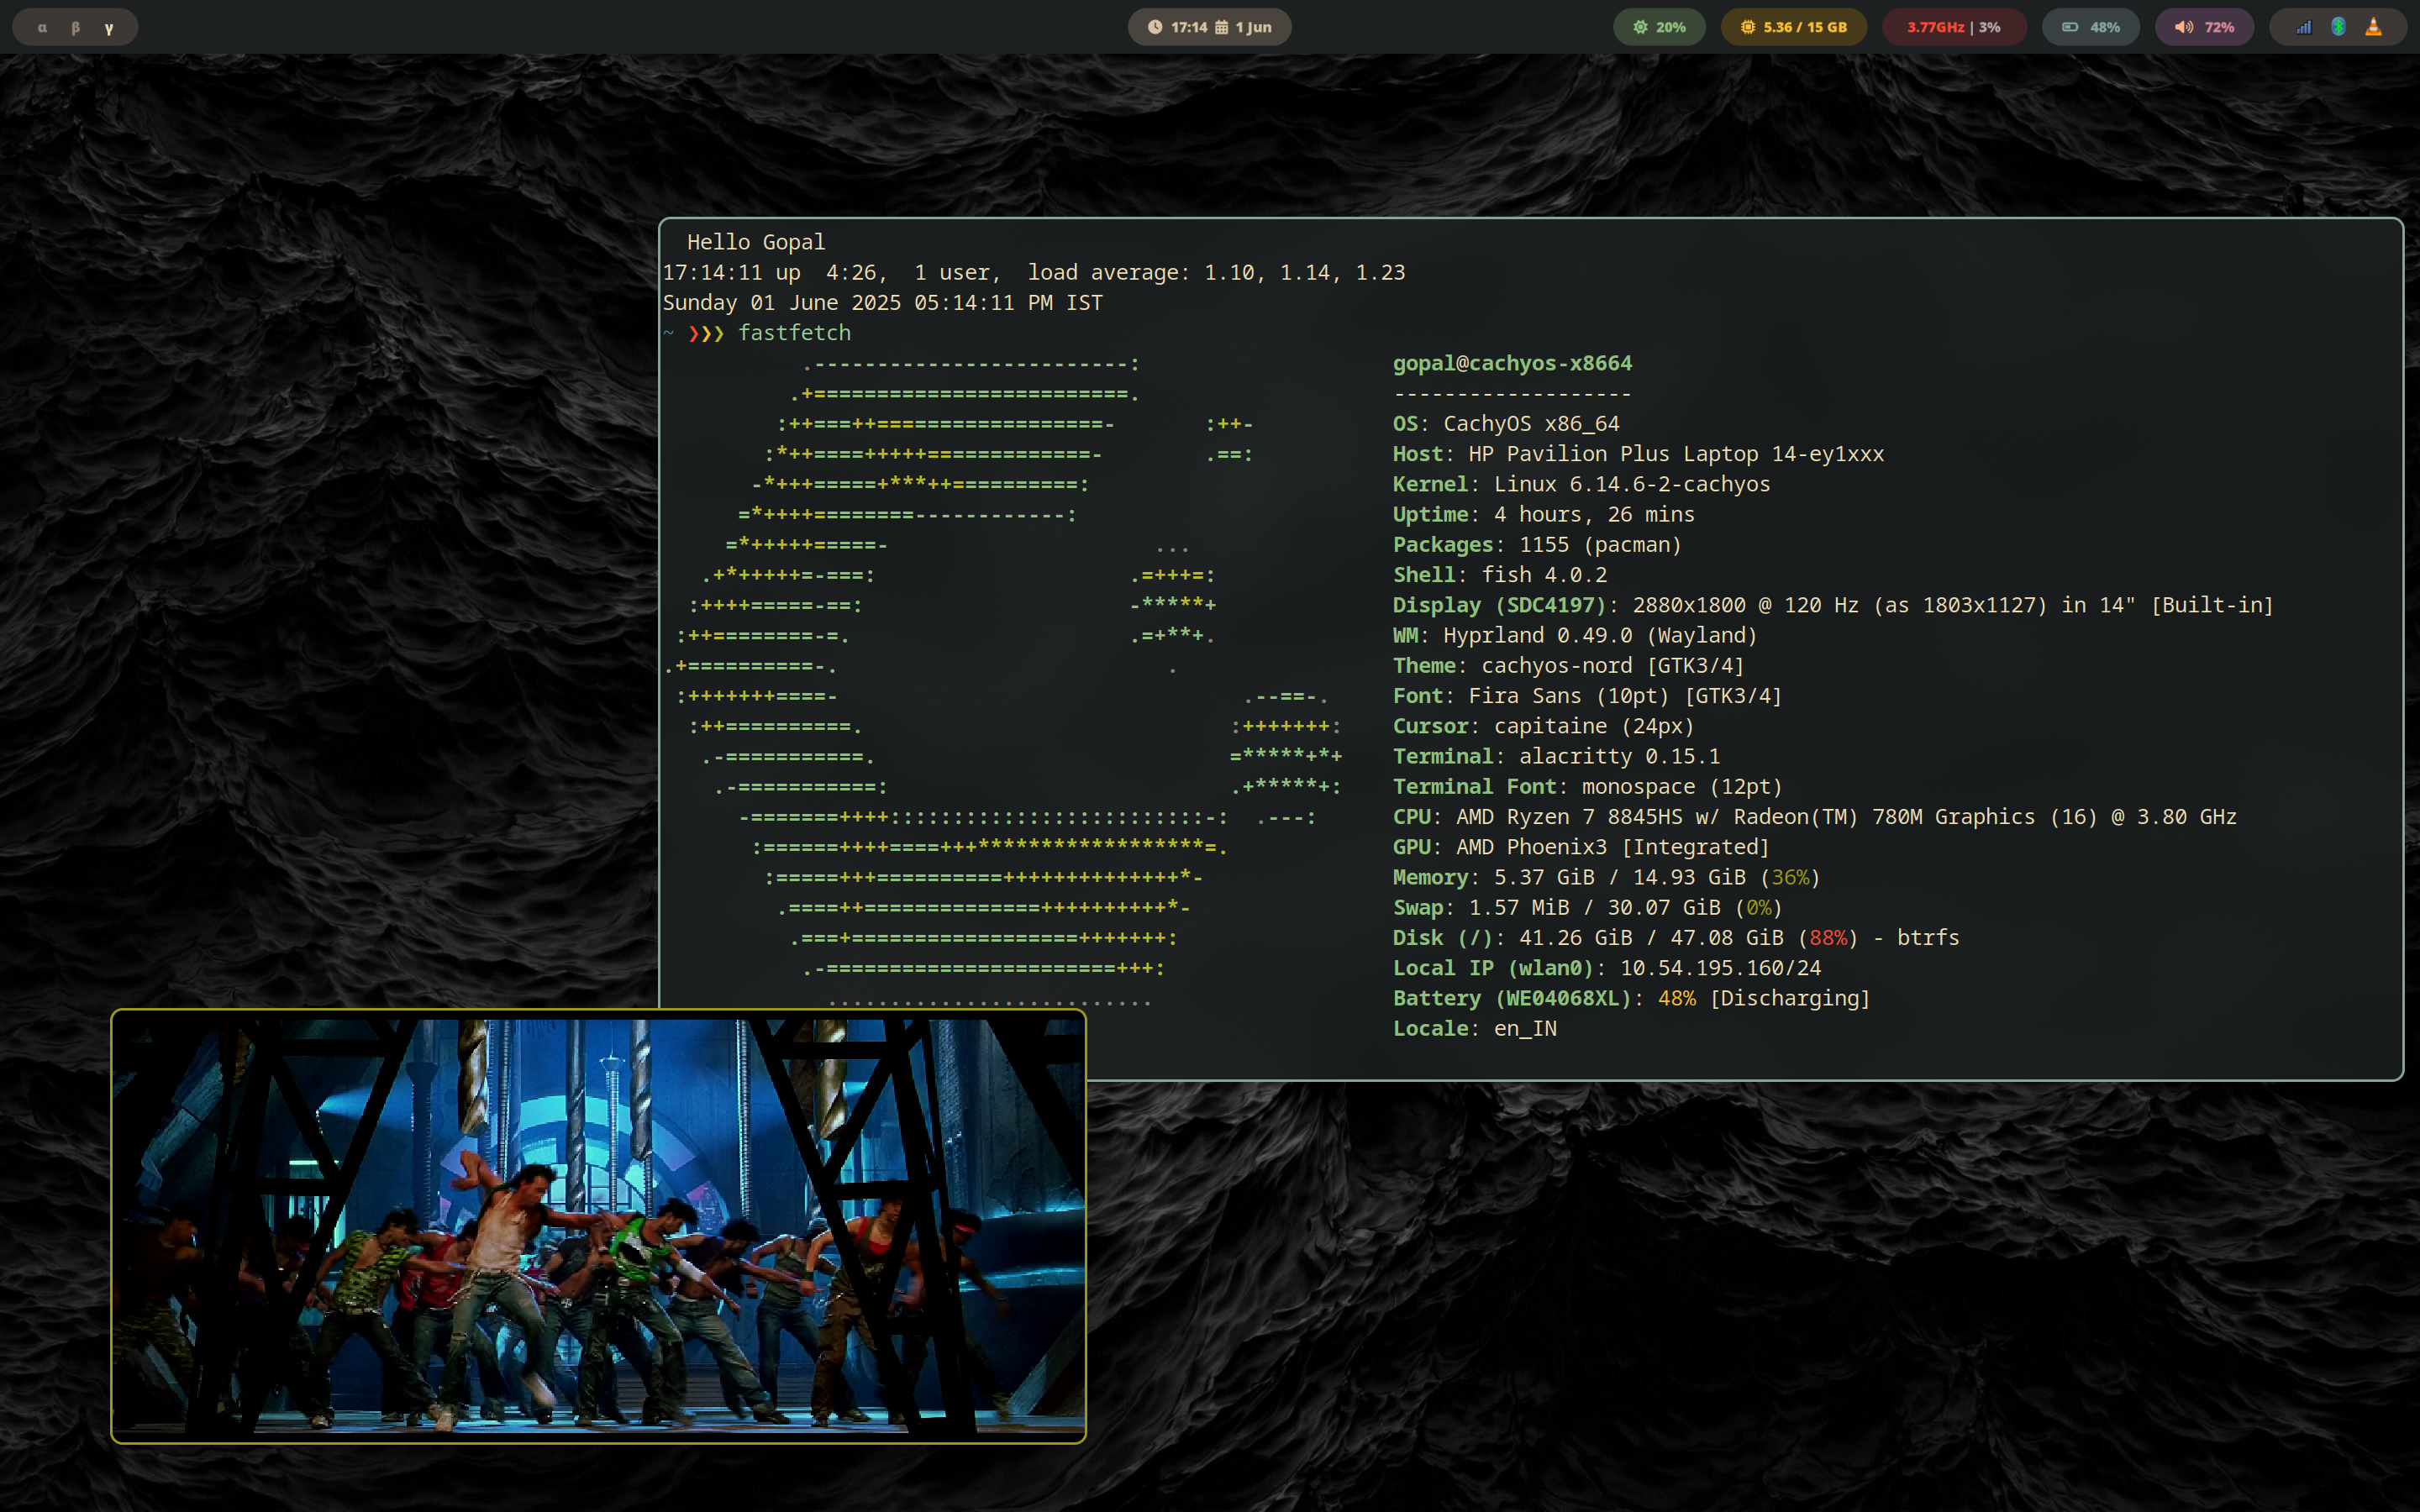 α β γ
17:14 1 Jun
20%
5.36 / 15 GB
3.77GHz | 3%
48%
72%
Hello Gopal
17:14:11 up  4:26,  1 user,  load average: 1.10, 1.14, 1.23
Sunday 01 June 2025 05:14:11 PM IST
~ ❯❯❯ fastfetch
gopal@cachyos-x8664
-------------------
OS: CachyOS x86_64
Host: HP Pavilion Plus Laptop 14-ey1xxx
Kernel: Linux 6.14.6-2-cachyos
Uptime: 4 hours, 26 mins
Packages: 1155 (pacman)
Shell: fish 4.0.2
Display (SDC4197): 2880x1800 @ 120 Hz (as 1803x1127) in 14" [Built-in]
WM: Hyprland 0.49.0 (Wayland)
Theme: cachyos-nord [GTK3/4]
Font: Fira Sans (10pt) [GTK3/4]
Cursor: capitaine (24px)
Terminal: alacritty 0.15.1
Terminal Font: monospace (12pt)
CPU: AMD Ryzen 7 8845HS w/ Radeon(TM) 780M Graphics (16) @ 3.80 GHz
GPU: AMD Phoenix3 [Integrated]
Memory: 5.37 GiB / 14.93 GiB (36%)
Swap: 1.57 MiB / 30.07 GiB (0%)
Disk (/): 41.26 GiB / 47.08 GiB (88%) - btrfs
Local IP (wlan0): 10.54.195.160/24
Battery (WE04068XL): 48% [Discharging]
Locale: en_IN